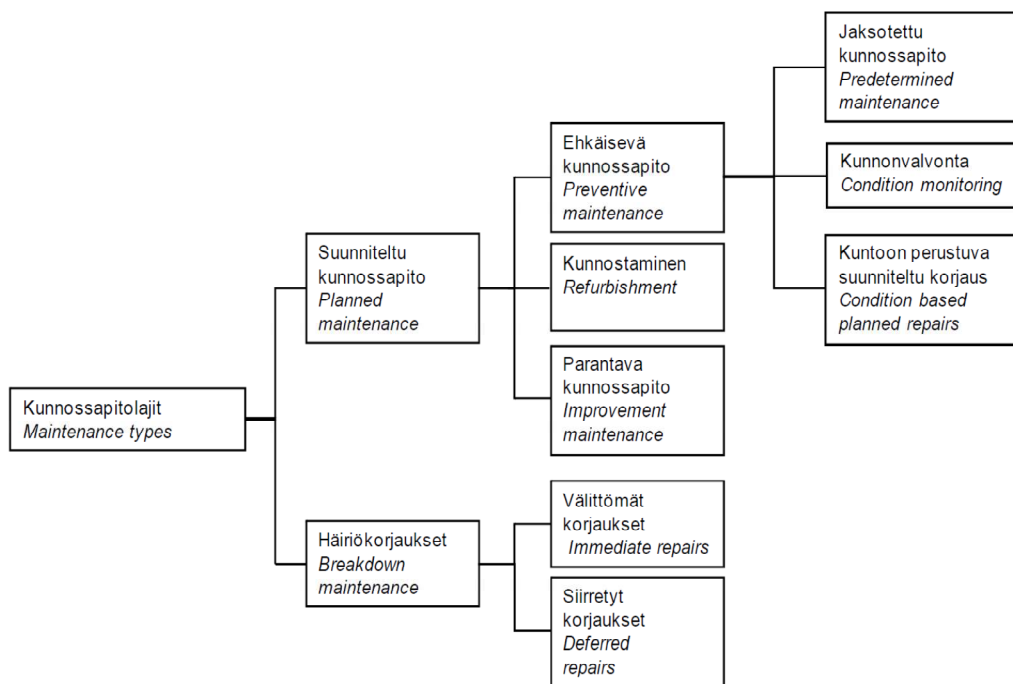 Kunnossapitolajit
Maintenance types
Suunniteltu
kunnossapito
Planned
maintenance
Ehkäisevä
kunnossapito
Preventive
maintenance
Jaksotettu
kunnossapito
Predetermined
maintenance
Kunnonvalvonta
Condition monitoring
Kuntoon perustuva
suunniteltu korjaus
Condition based
planned repairs
Kunnostaminen
Refurbishment
Parantava
kunnossapito
Improvement
maintenance
Häiriökorjaukset
Breakdown
maintenance
Välittömät
korjaukset
Immediate repairs
Siirretyt
korjaukset
Deferred
repairs